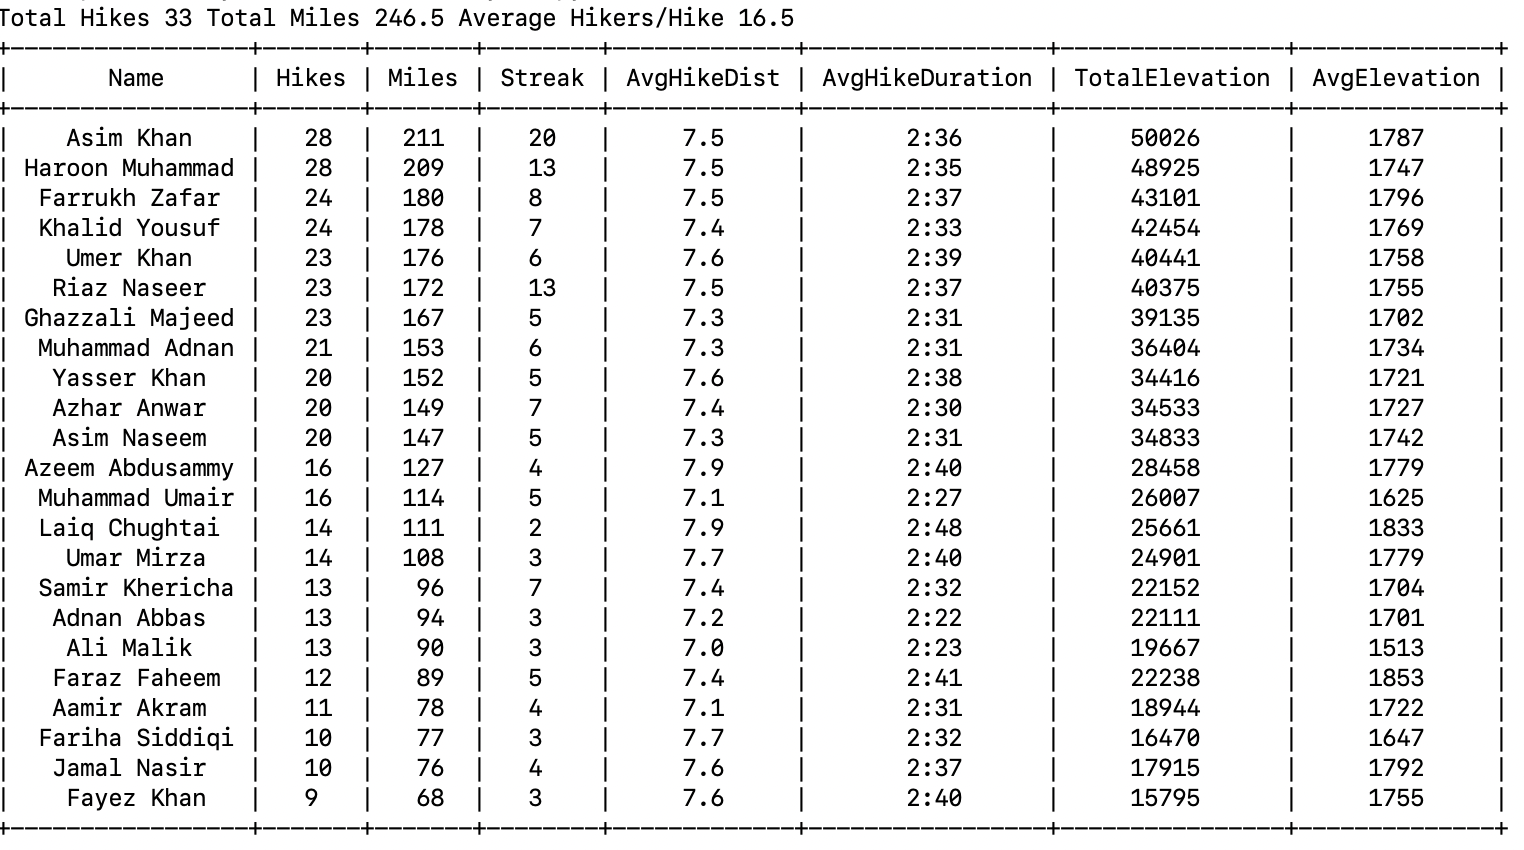 Total Hikes 33 Total Miles 246.5 Average Hikers/Hike 16.5
| Name | Hikes | Miles | Streak | AvgHikeDist | AvgHikeDuration | TotalElevation | AvgElevation |
| Asim Khan | 28 | 211 | 20 | 7.5 | 2:36 | 50026 | 1787 |
| Haroon Muhammad | 28 | 209 | 13 | 7.5 | 2:35 | 48925 | 1747 |
| Farrukh Zafar | 24 | 180 | 8 | 7.5 | 2:37 | 43101 | 1796 |
| Khalid Yousuf | 24 | 178 | 7 | 7.4 | 2:33 | 42454 | 1769 |
| Umer Khan | 23 | 176 | 6 | 7.6 | 2:39 | 40441 | 1758 |
| Riaz Naseer | 23 | 172 | 13 | 7.5 | 2:37 | 40375 | 1755 |
| Ghazzali Majeed | 23 | 167 | 5 | 7.3 | 2:31 | 39135 | 1702 |
| Muhammad Adnan | 21 | 153 | 6 | 7.3 | 2:31 | 36404 | 1734 |
| Yasser Khan | 20 | 152 | 5 | 7.6 | 2:38 | 34416 | 1721 |
| Azhar Anwar | 20 | 149 | 7 | 7.4 | 2:30 | 34533 | 1727 |
| Asim Naseem | 20 | 147 | 5 | 7.3 | 2:31 | 34833 | 1742 |
| Azeem Abdusammy | 16 | 127 | 4 | 7.9 | 2:40 | 28458 | 1779 |
| Muhammad Umair | 16 | 114 | 5 | 7.1 | 2:27 | 26007 | 1625 |
| Laiq Chughtai | 14 | 111 | 2 | 7.9 | 2:48 | 25661 | 1833 |
| Umar Mirza | 14 | 108 | 3 | 7.7 | 2:40 | 24901 | 1779 |
| Samir Khericha | 13 | 96 | 7 | 7.4 | 2:32 | 22152 | 1704 |
| Adnan Abbas | 13 | 94 | 3 | 7.2 | 2:22 | 22111 | 1701 |
| Ali Malik | 13 | 90 | 3 | 7.0 | 2:23 | 19667 | 1513 |
| Faraz Faheem | 12 | 89 | 5 | 7.4 | 2:41 | 22238 | 1853 |
| Aamir Akram | 11 | 78 | 4 | 7.1 | 2:31 | 18944 | 1722 |
| Fariha Siddiqi | 10 | 77 | 3 | 7.7 | 2:32 | 16470 | 1647 |
| Jamal Nasir | 10 | 76 | 4 | 7.6 | 2:37 | 17915 | 1792 |
| Fayez Khan | 9 | 68 | 3 | 7.6 | 2:40 | 15795 | 1755 |